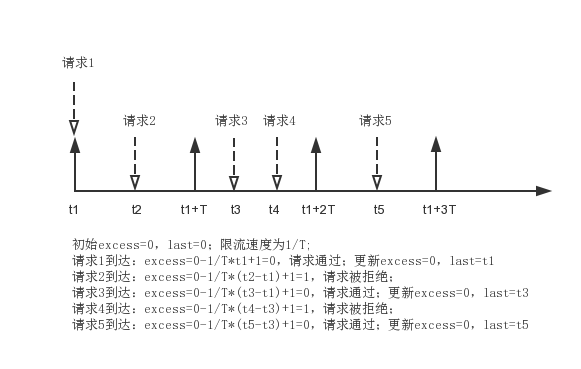 请求1
请求2
请求3
请求4
请求5
t1
t2
t1+T
t3
t4
t1+2T
t5
t1+3T
初始excess=0，last=0；限流速度为1/T;
请求1到达：excess=0-1/T*t1+1=0，请求通过；更新excess=0，last=t1
请求2到达：excess=0-1/T*(t2-t1)+1=1，请求被拒绝；
请求3到达：excess=0-1/T*(t3-t1)+1=0，请求通过；更新excess=0，last=t3
请求4到达：excess=0-1/T*(t4-t3)+1=1，请求被拒绝；
请求5到达：excess=0-1/T*(t5-t3)+1=0，请求通过；更新excess=0，last=t5